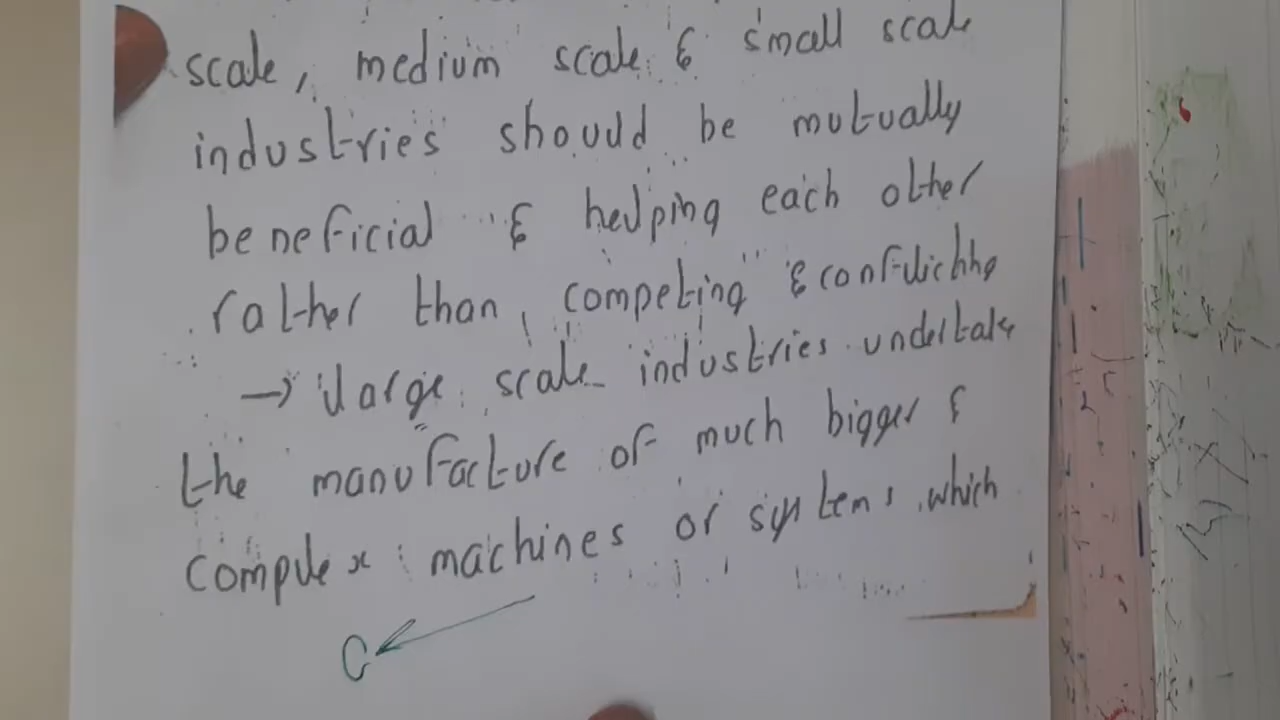 scale, medium scale & small scale
industries should be mutually
beneficial & helping each other
rather than, competing & conflicting
→ large scale industries undertake
the manufacture of much bigger &
complex machines or systems which
C